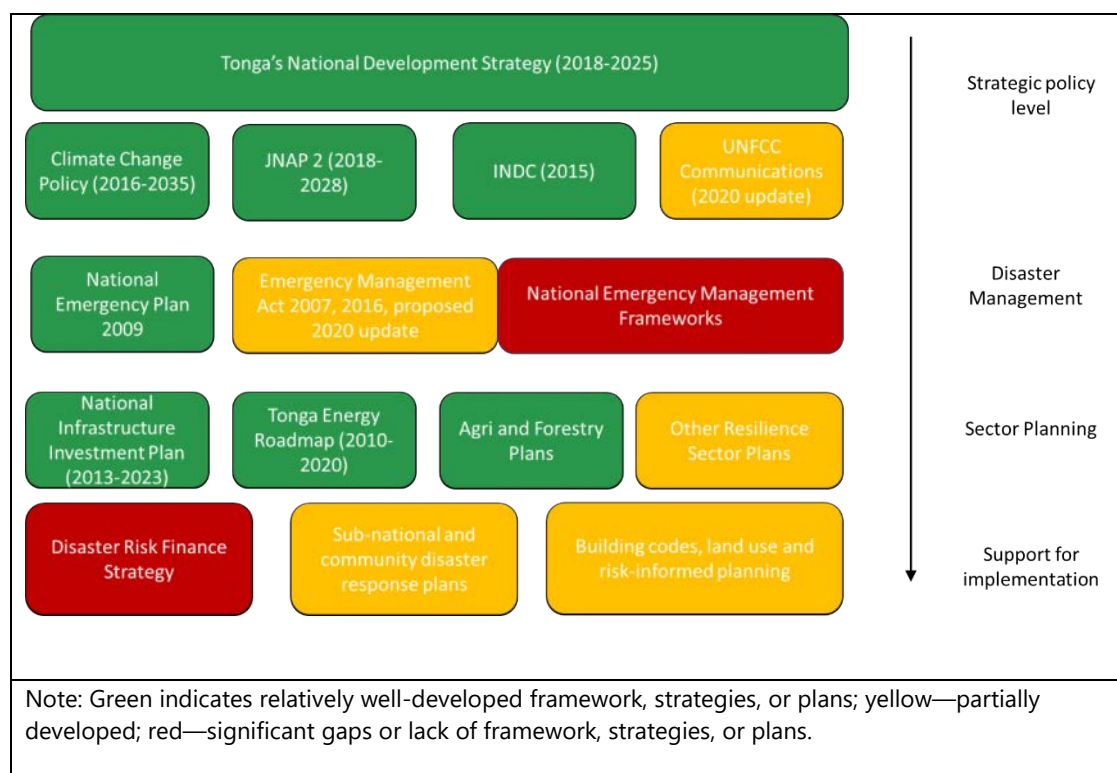 Tonga's National Development Strategy (2018-2025)
Strategic policy
level
Climate Change
Policy (2016-2035)
JNAP 2 (2018-
2028)
INDC (2015)
UNFCC
Communications
(2020 update)
National
Emergency Plan
2009
Emergency Management
Act 2007, 2016, proposed
2020 update
National Emergency Management
Frameworks
Disaster
Management
National
Infrastructure
Investment Plan
(2013-2023)
Tonga Energy
Roadmap (2010-
2020)
Agri and Forestry
Plans
Other Resilience
Sector Plans
Sector Planning
Disaster Risk Finance
Strategy
Sub-national and
community disaster
response plans
Building codes, land use and
risk-informed planning
Support for
implementation
Note: Green indicates relatively well-developed framework, strategies, or plans; yellow—partially
developed; red—significant gaps or lack of framework, strategies, or plans.